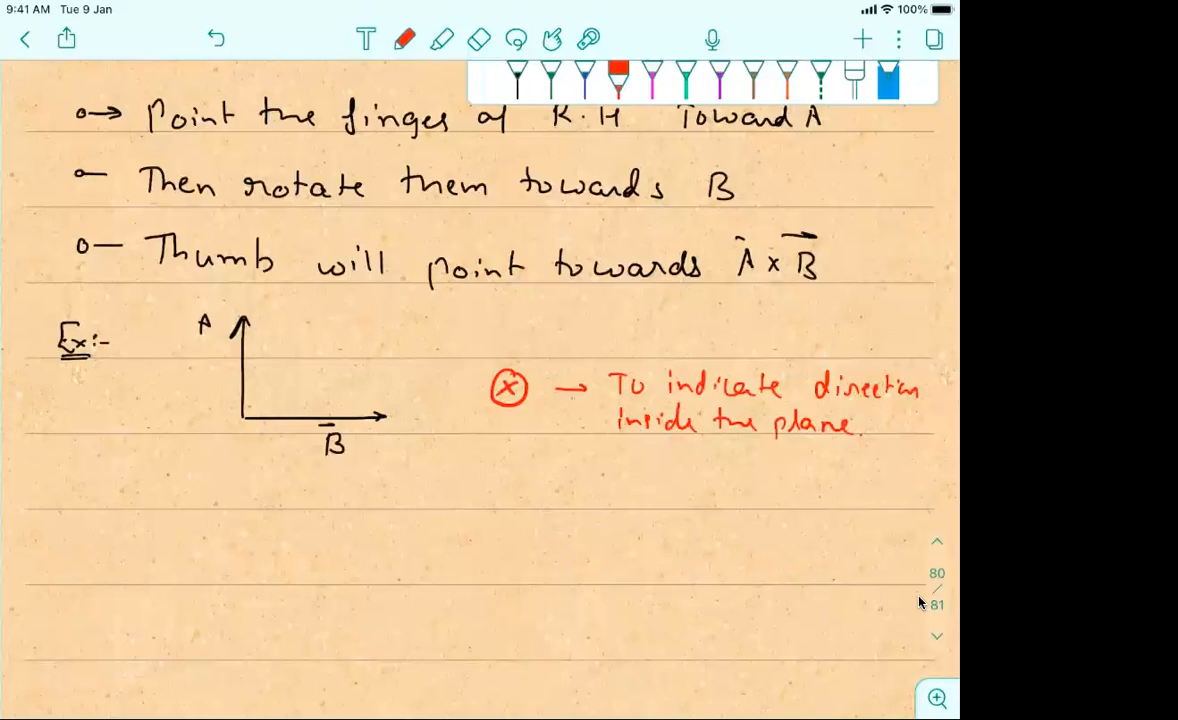 9:41 AM Tue 9 Jan
100%
Point the finges of R.H Toward A
Then rotate them towards B
Thumb will point towards A x B
Ex:-
A
B
x → To indicate direction
inside the plane.
80
/
81